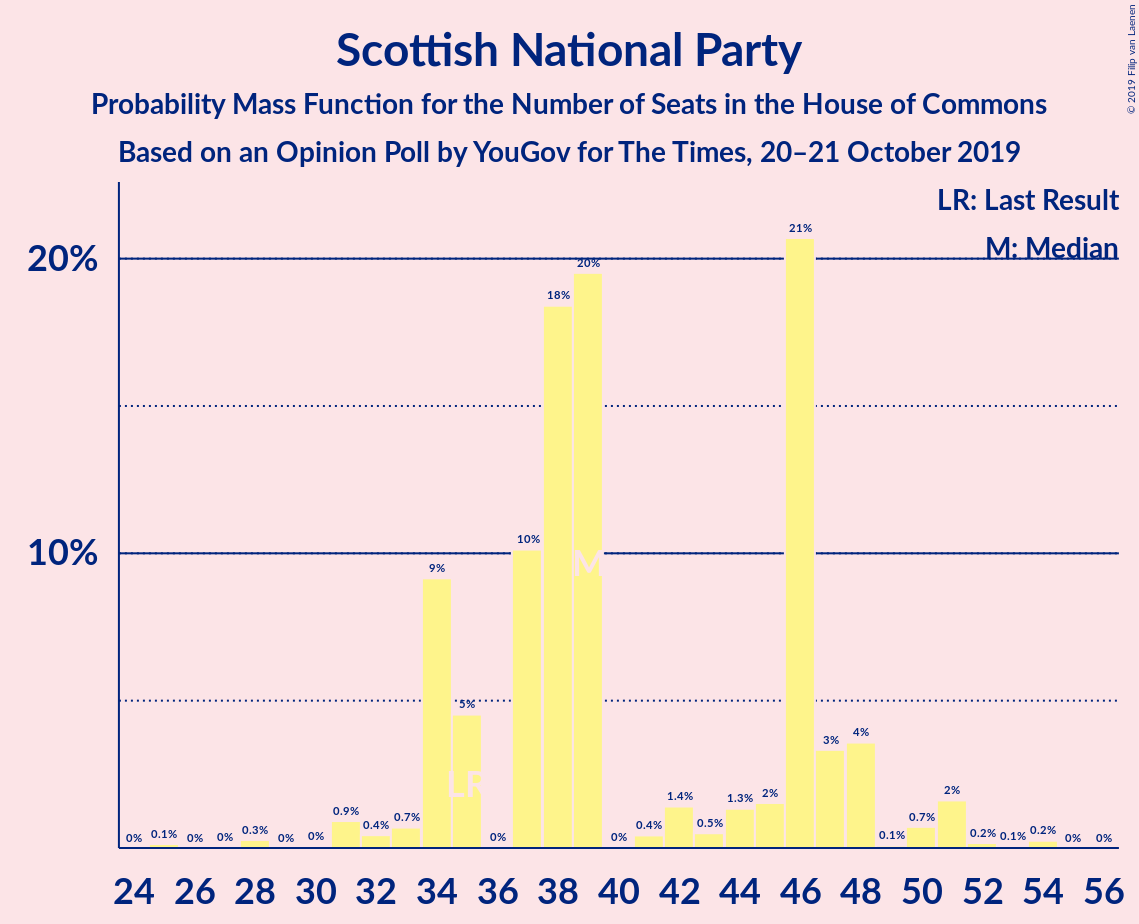 Scottish National Party
Probability Mass Function for the Number of Seats in the House of Commons
Based on an Opinion Poll by YouGov for The Times, 20–21 October 2019
© 2019 Filip van Laenen
LR: Last Result
M: Median
20%
10%
0% 0.1% 0% 0% 0.3% 0% 0% 0.9% 0.4% 0.7% 9% 5% 0% 10% 18% 20% 0% 0.4% 1.4% 0.5% 1.3% 2% 21% 3% 4% 0.1% 0.7% 2% 0.2% 0.1% 0.2% 0% 0%
M
LR
24 26 28 30 32 34 36 38 40 42 44 46 48 50 52 54 56